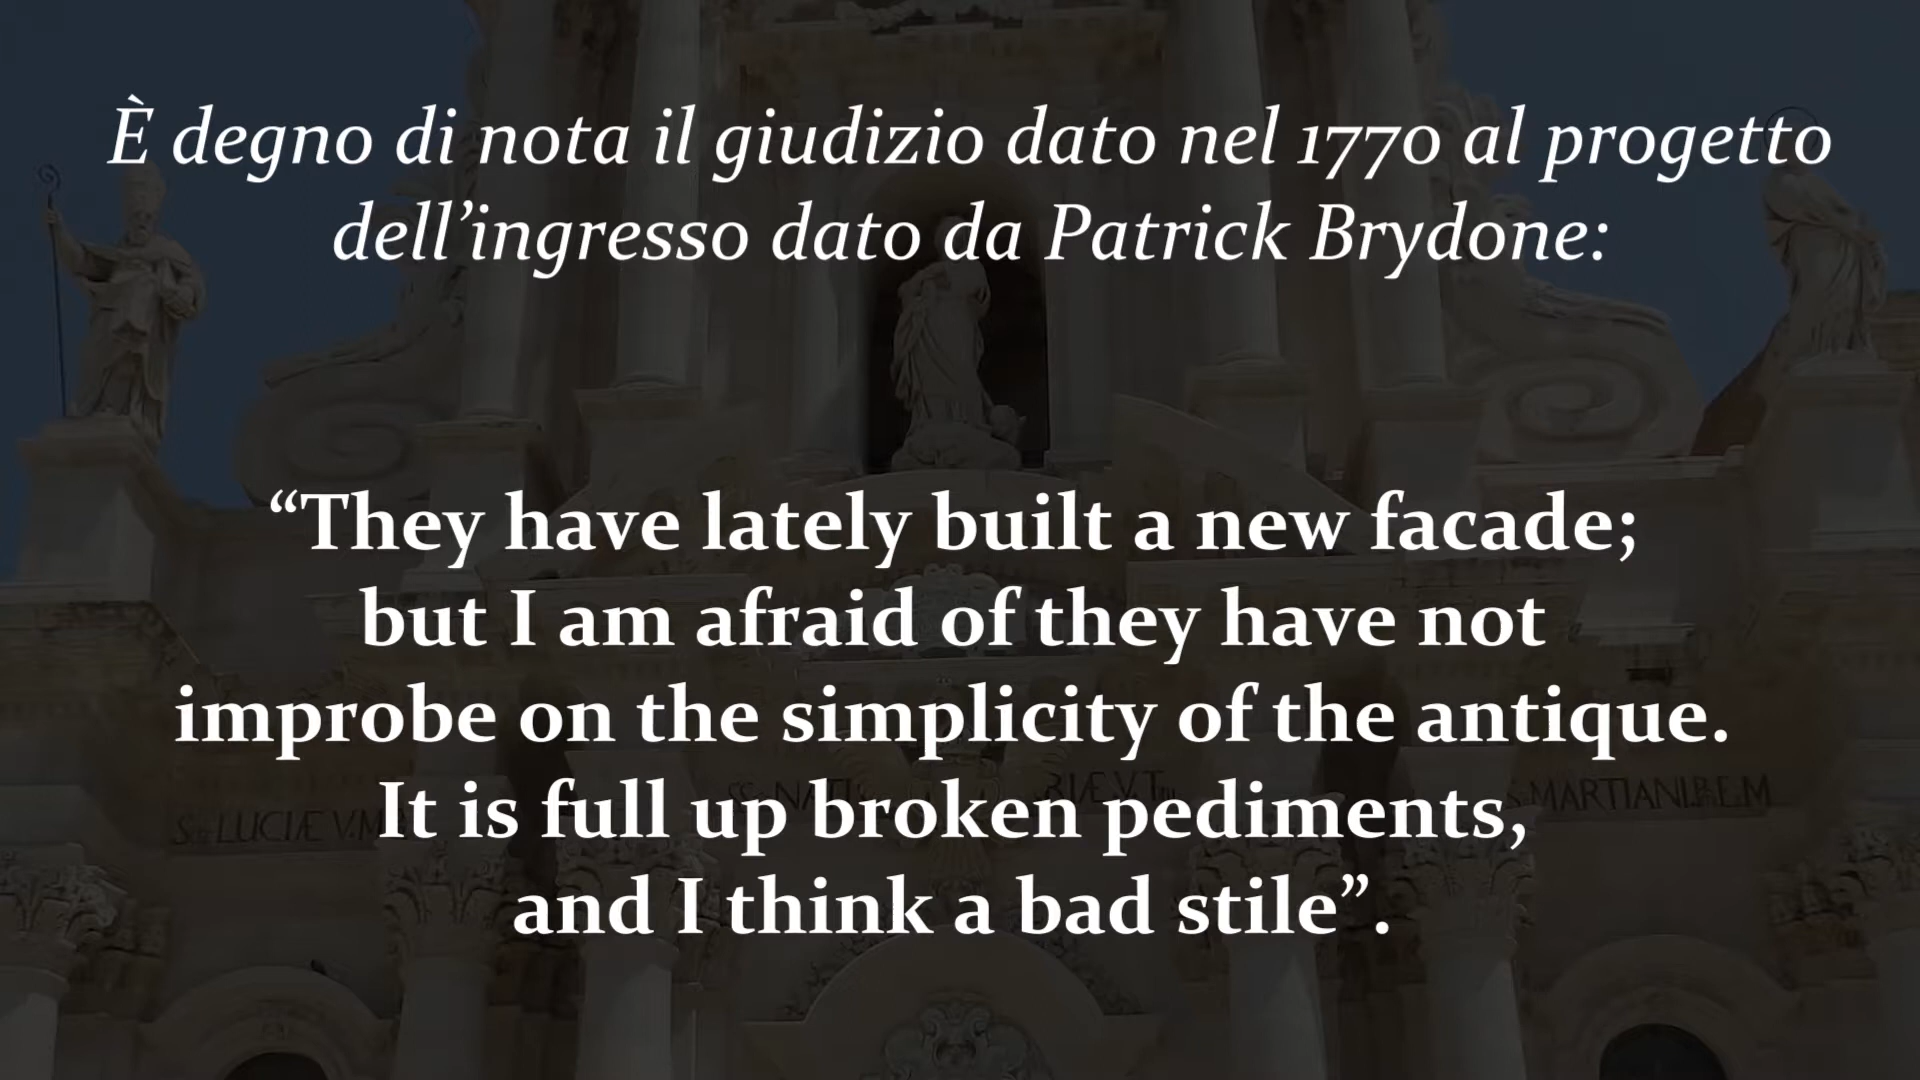 È degno di nota il giudizio dato nel 1770 al progetto
dell’ingresso dato da Patrick Brydone:
“They have lately built a new facade;
but I am afraid of they have not
improbe on the simplicity of the antique.
It is full up broken pediments,
and I think a bad stile”.